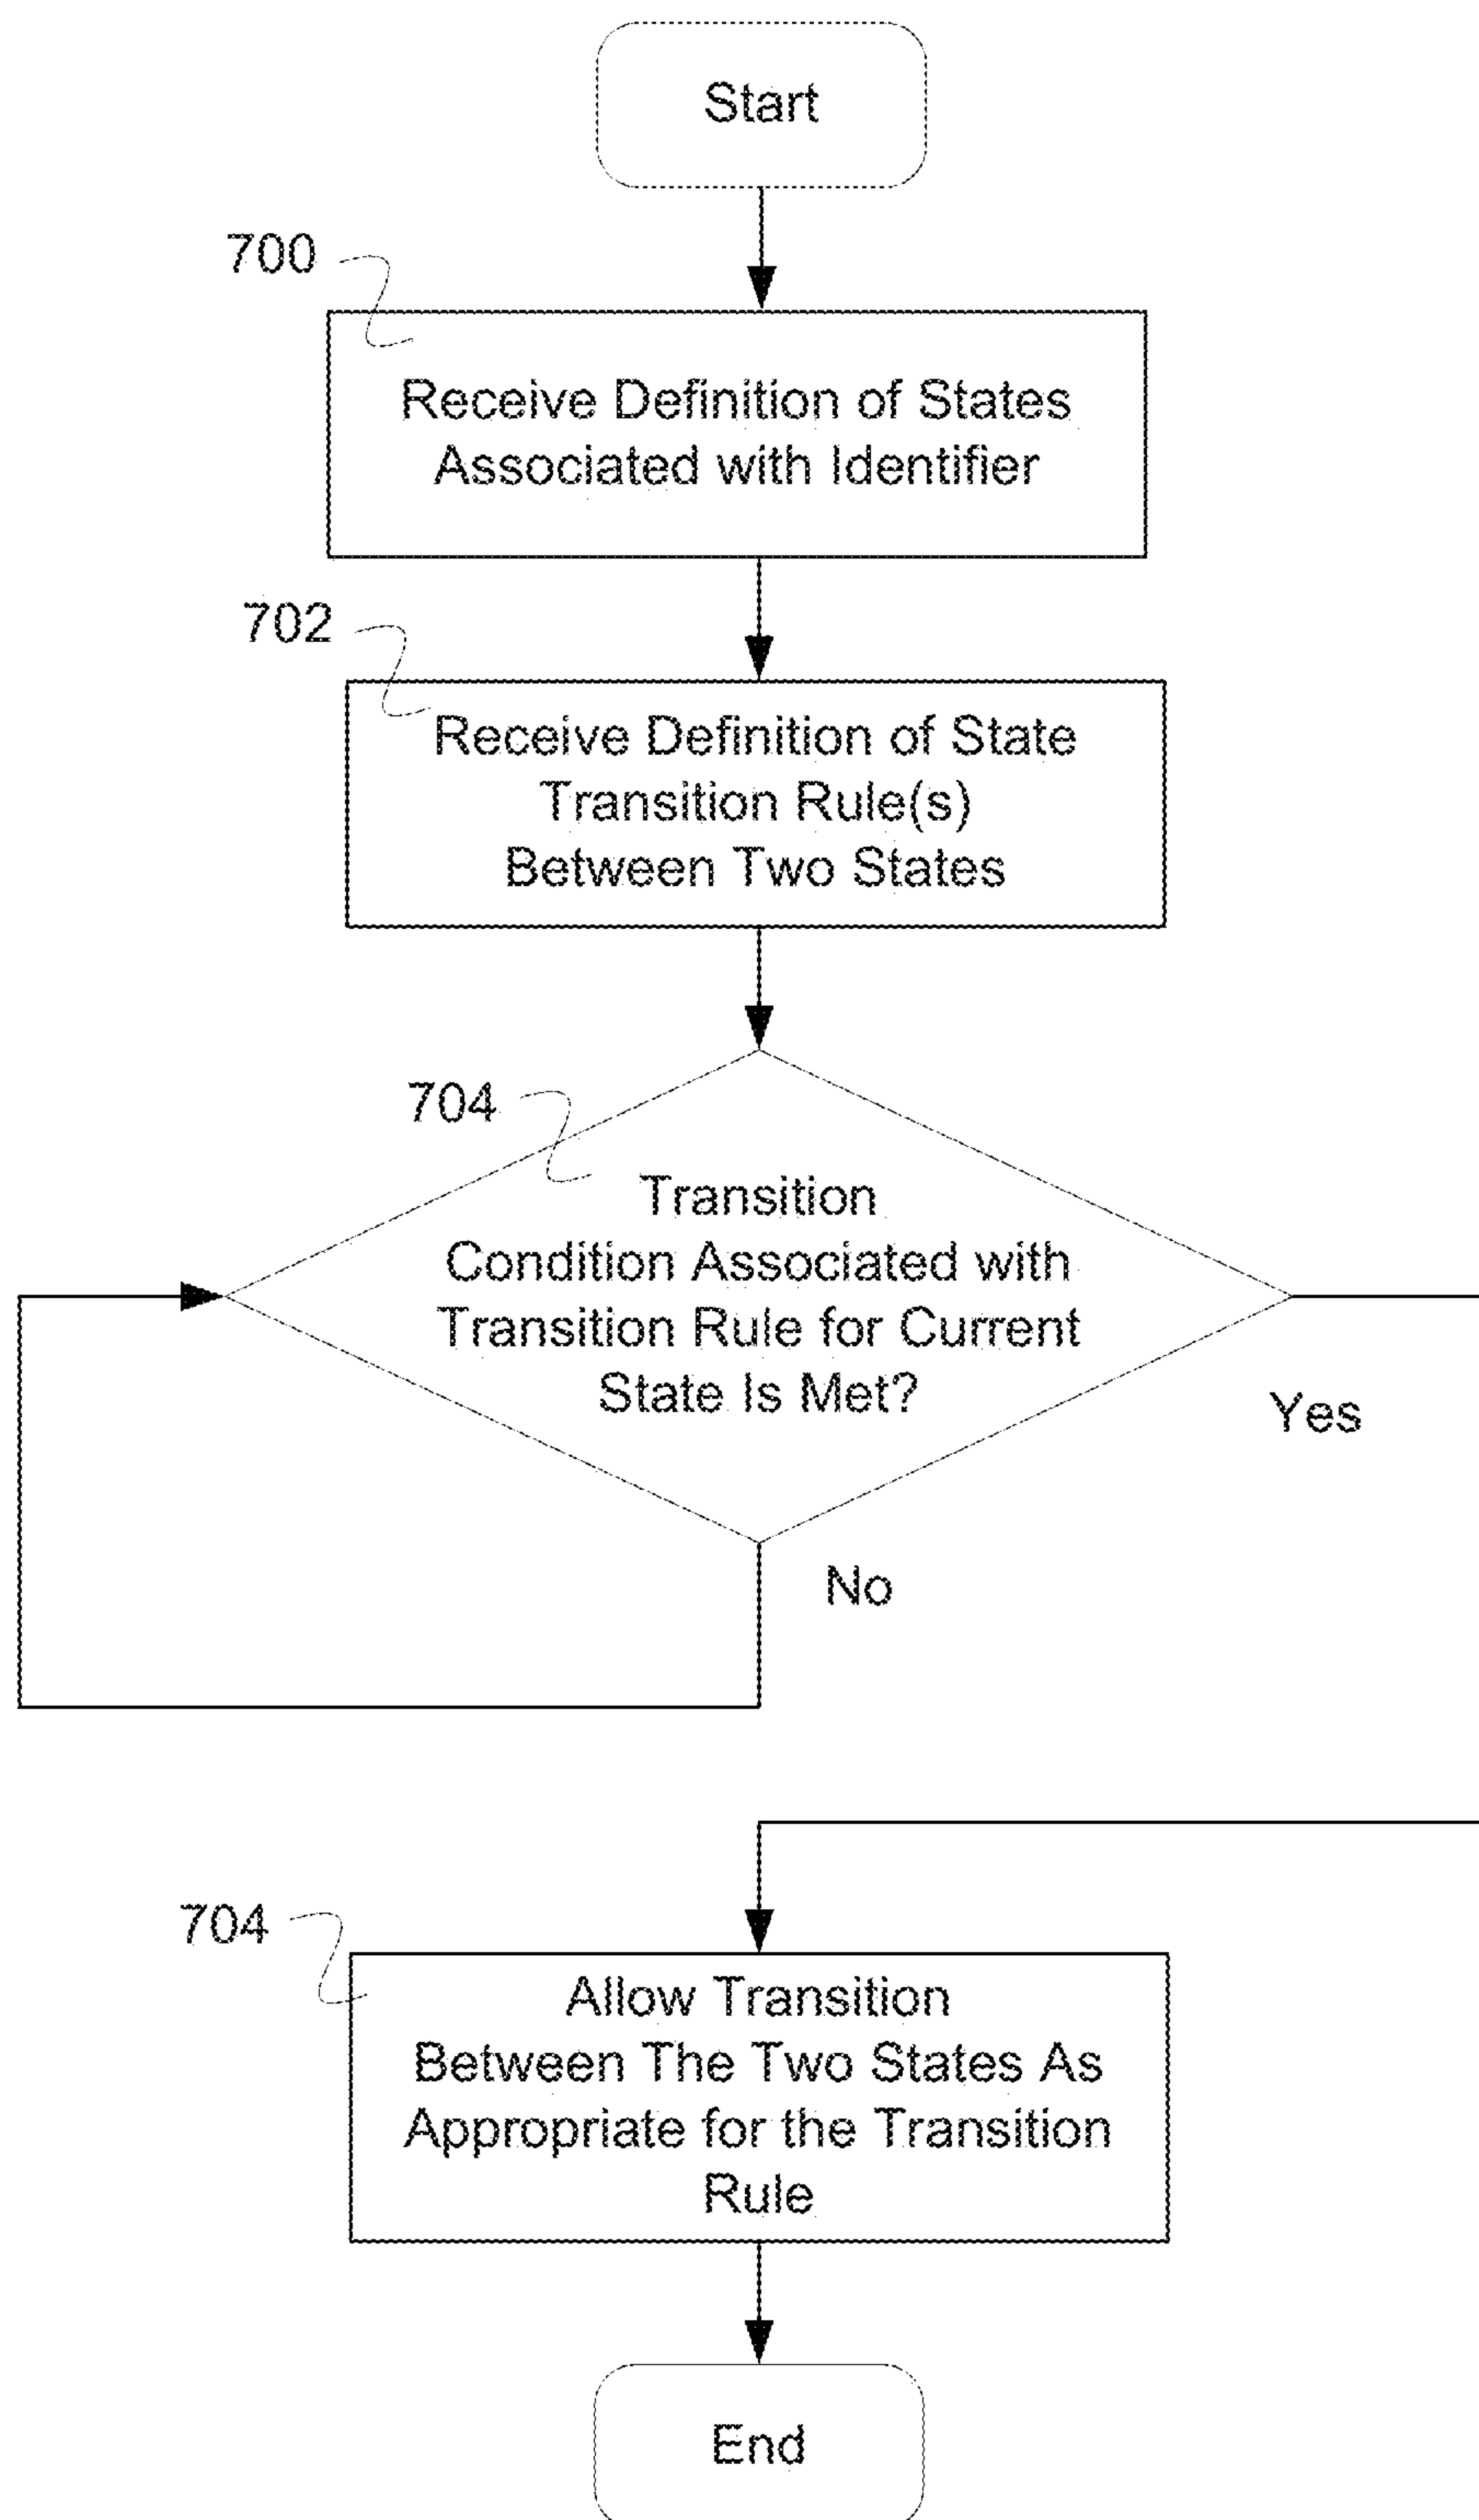 Start
700
Receive Definition of States
Associated with Identifier
702
Receive Definition of State
Transition Rule(s)
Between Two States
704
Transition
Condition Associated with
Transition Rule for Current
State Is Met?
Yes
No
704
Allow Transition
Between The Two States As
Appropriate for the Transition
Rule
End